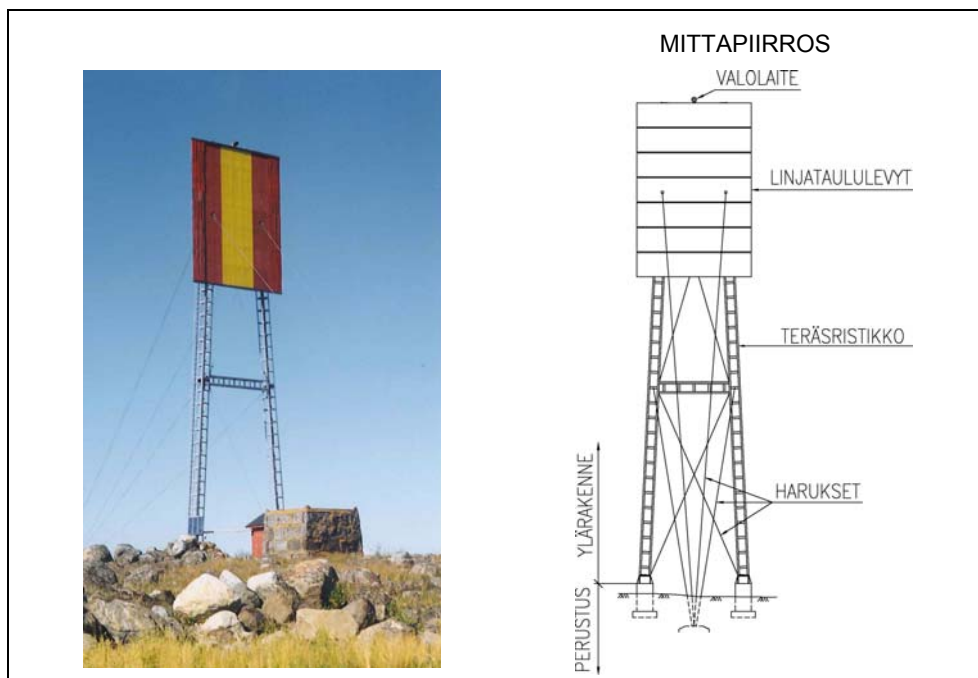 MITTAPIIRROS
VALOLAITE
LINJATAULULEVYT
TERÄSRISTIKKO
HARUKSET
YLÄRAKENNE
PERUSTUS